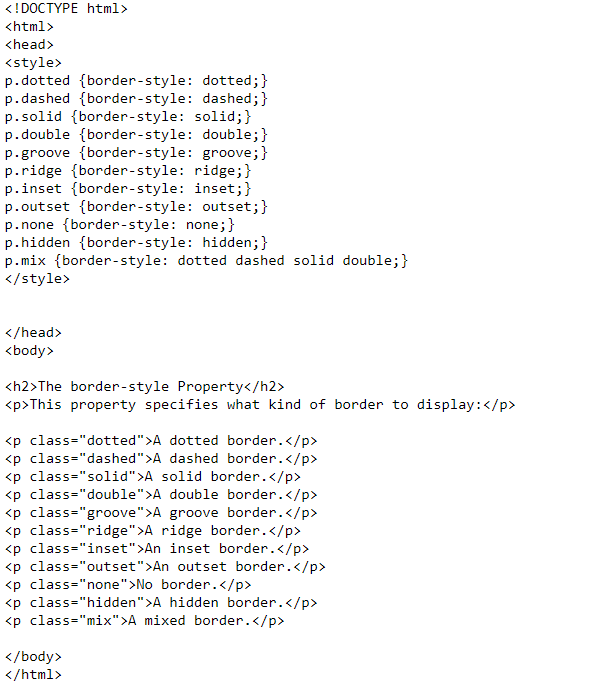 <!DOCTYPE html>
<html>
<head>
<style>
p.dotted {border-style: dotted;}
p.dashed {border-style: dashed;}
p.solid {border-style: solid;}
p.double {border-style: double;}
p.groove {border-style: groove;}
p.ridge {border-style: ridge;}
p.inset {border-style: inset;}
p.outset {border-style: outset;}
p.none {border-style: none;}
p.hidden {border-style: hidden;}
p.mix {border-style: dotted dashed solid double;}
</style>
</head>
<body>
<h2>The border-style Property</h2>
<p>This property specifies what kind of border to display:</p>
<p class="dotted">A dotted border.</p>
<p class="dashed">A dashed border.</p>
<p class="solid">A solid border.</p>
<p class="double">A double border.</p>
<p class="groove">A groove border.</p>
<p class="ridge">A ridge border.</p>
<p class="inset">An inset border.</p>
<p class="outset">An outset border.</p>
<p class="none">No border.</p>
<p class="hidden">A hidden border.</p>
<p class="mix">A mixed border.</p>
</body>
</html>